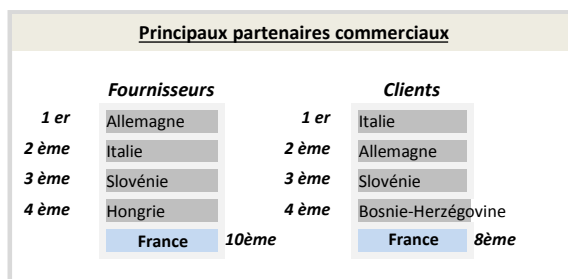 Principaux partenaires commerciaux
Fournisseurs Clients
1 er Allemagne 1 er Italie
2 ème Italie 2 ème Allemagne
3 ème Slovénie 3 ème Slovénie
4 ème Hongrie 4 ème Bosnie-Herzégovine
France 10ème France 8ème